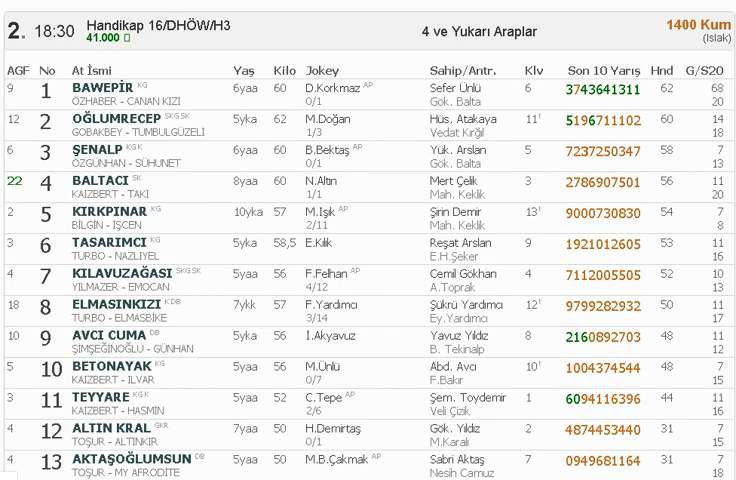 2. 18:30 Handikap 16/DHÖW/H3 4 ve Yukarı Araplar 1400 Kum
41.000 (Islak)
AGF No At İsmi Yaş Kilo Jokey Sahip/Antr. Klv Son 10 Yarış Hnd G/S20
9 1 BAWEPİR KG 6yaa 60 D.Korkmaz AP Sefer Ünlü 6 3743641311 62 68
ÖZHABER - CANAN KIZI 0/1 Gök. Balta 20
12 2 OĞLUMRECEP SKG SK 5yka 62 M.Doğan Hüs. Atakaya 11t 5196711102 60 14
GOBAKBEY - TUMBULGÜZELİ 1/3 Vedat Kırğıl 18
6 3 ŞENALP KG K 6yaa 60 B.Bektaş AP Yük. Arslan 5 7237250347 58 7
ÖZGÜNHAN - SÜHUNET 0/1 Gök. Balta 13
22 4 BALTACI SK 8yaa 60 N.Altın Mert Çelik 3 2786907501 56 11
KAIZBERT - TAKI 1/1 Mah. Keklik 20
2 5 KIRKPINAR KG 10yka 57 M.Işık AP Şirin Demir 13t 9000730830 54 7
BİLGİN - İŞCEN 2/11 Mah. Keklik 8
3 6 TASARIMCI KG 5yka 58,5 E.Kılık Reşat Arslan 9 1921012605 53 11
TURBO - NAZLIYEL E.H.Şeker 16
4 7 KILAVUZAĞASI SKG SK 5yaa 56 F.Felhan AP Cemil Gökhan 4 7112005505 52 10
YILMAZER - EMOCAN 4/12 A.Toprak 13
18 8 ELMASINKIZI K DB 7ykk 57 F.Yardımcı Şükrü Yardımcı 12t 9799282932 50 11
TURBO - ELMASBİKE 3/14 Ey.Yardımcı 17
10 9 AVCI CUMA DB 5yka 56 İ.Akyavuz Yavuz Yıldız 8 2160892703 48 11
ŞİMŞEĞİNOĞLU - GÜNHAN B. Tekinalp 12
5 10 BETONAYAK KG 5yaa 56 M.Ünlü Abd. Avcı 10t 1004374544 48 7
KAIZBERT - ILVAR 0/7 F.Bakır 15
3 11 TEYYARE KG K 5yaa 52 C.Tepe AP Şem. Toydemir 1 6094116396 44 11
KAIZBERT - HASMİN 2/6 Veli Çizik 16
4 12 ALTIN KRAL GKR 7yaa 50 H.Demirtaş Gök. Yıldız 2 4874453440 31 7
TOŞUR - ALTINKIR 0/1 M.Karalı 15
4 13 AKTAŞOĞLUMSUN DB 5yaa 50 M.B.Çakmak AP Sabri Aktaş 7 0949681164 31 7
TOŞUR - MY AFRODİTE Nesih Camuz 18